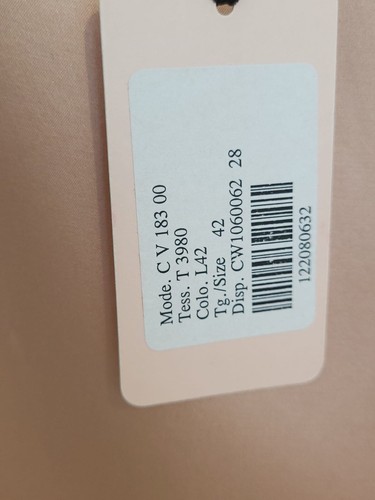 Mode. C V 183 00
Tess. T 3980
Colo. L42
Tg./Size 42
Disp. CW1060062 28
122080632